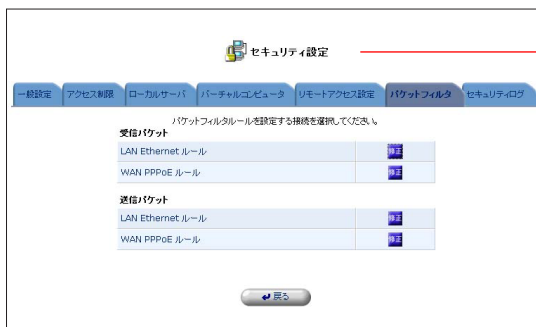 セキュリティ設定
一般設定 アクセス制限 ローカルサーバ バーチャルコンピュータ リモートアクセス設定 パケットフィルタ セキュリティログ
パケットフィルタルールを設定する接続を選択してください。
受信パケット
LAN Ethernet ルール 修正
WAN PPPoE ルール 修正
送信パケット
LAN Ethernet ルール 修正
WAN PPPoE ルール 修正
戻る